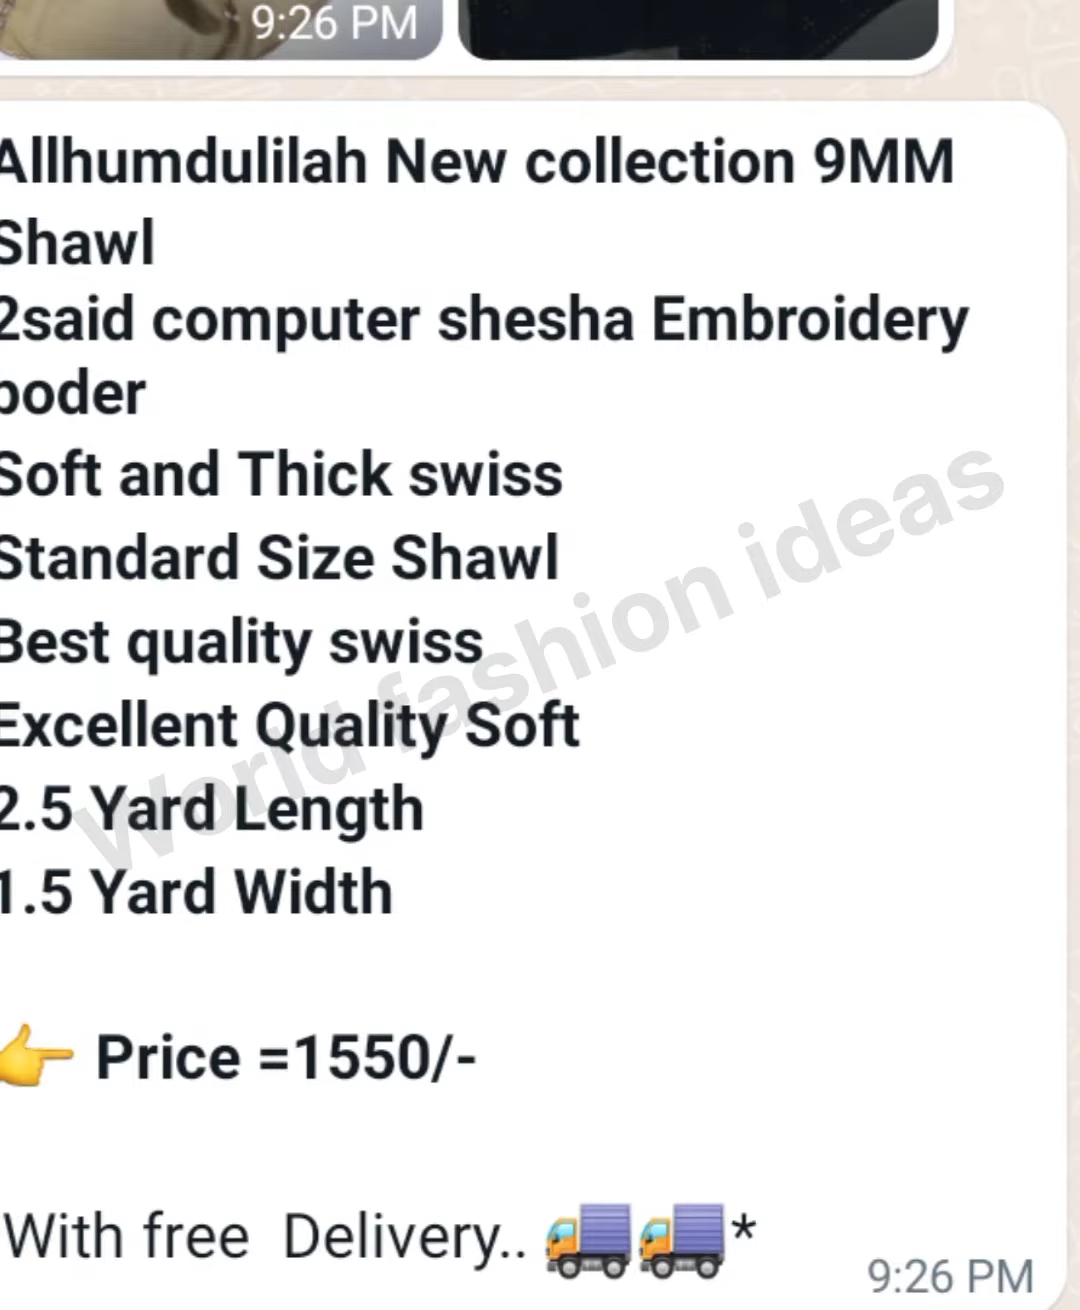 9:26 PM
Allhumdulilah New collection 9MM
Shawl
2said computer shesha Embroidery
boder
Soft and Thick swiss
Standard Size Shawl
Best quality swiss
Excellent Quality Soft
2.5 Yard Length
1.5 Yard Width
👉 Price =1550/-
With free  Delivery.. 🚚🚚*
9:26 PM
World fashion ideas